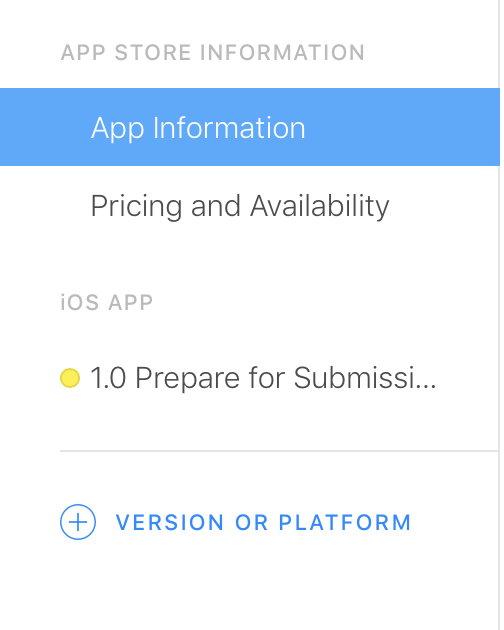 APP STORE INFORMATION
App Information
Pricing and Availability
iOS APP
1.0 Prepare for Submissi...
VERSION OR PLATFORM